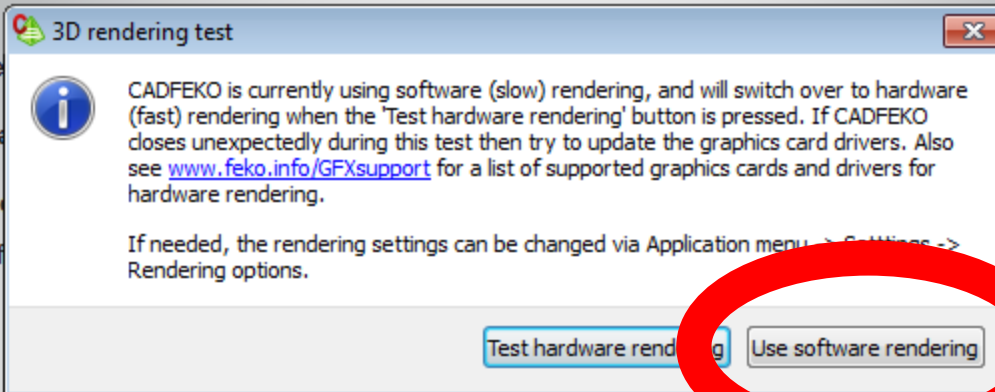 3D rendering test
CADFEKO is currently using software (slow) rendering, and will switch over to hardware
(fast) rendering when the 'Test hardware rendering' button is pressed. If CADFEKO
closes unexpectedly during this test then try to update the graphics card drivers. Also
see www.feko.info/GFXsupport for a list of supported graphics cards and drivers for
hardware rendering.
If needed, the rendering settings can be changed via Application menu -> Setttings ->
Rendering options.
Test hardware rendering
Use software rendering